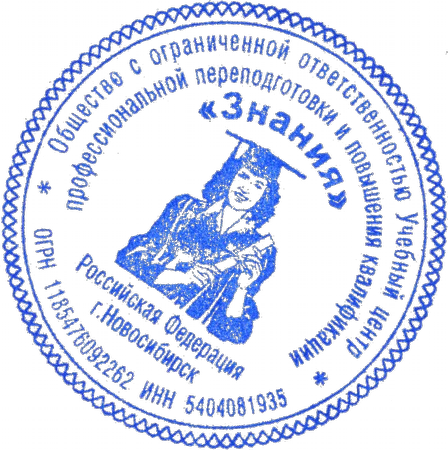 * Общество с ограниченной ответственностью Учебный центр *
профессиональной переподготовки и повышения квалификации
«Знания»
Российская Федерация
г.Новосибирск
ОГРН 1185476092262 ИНН 5404081935